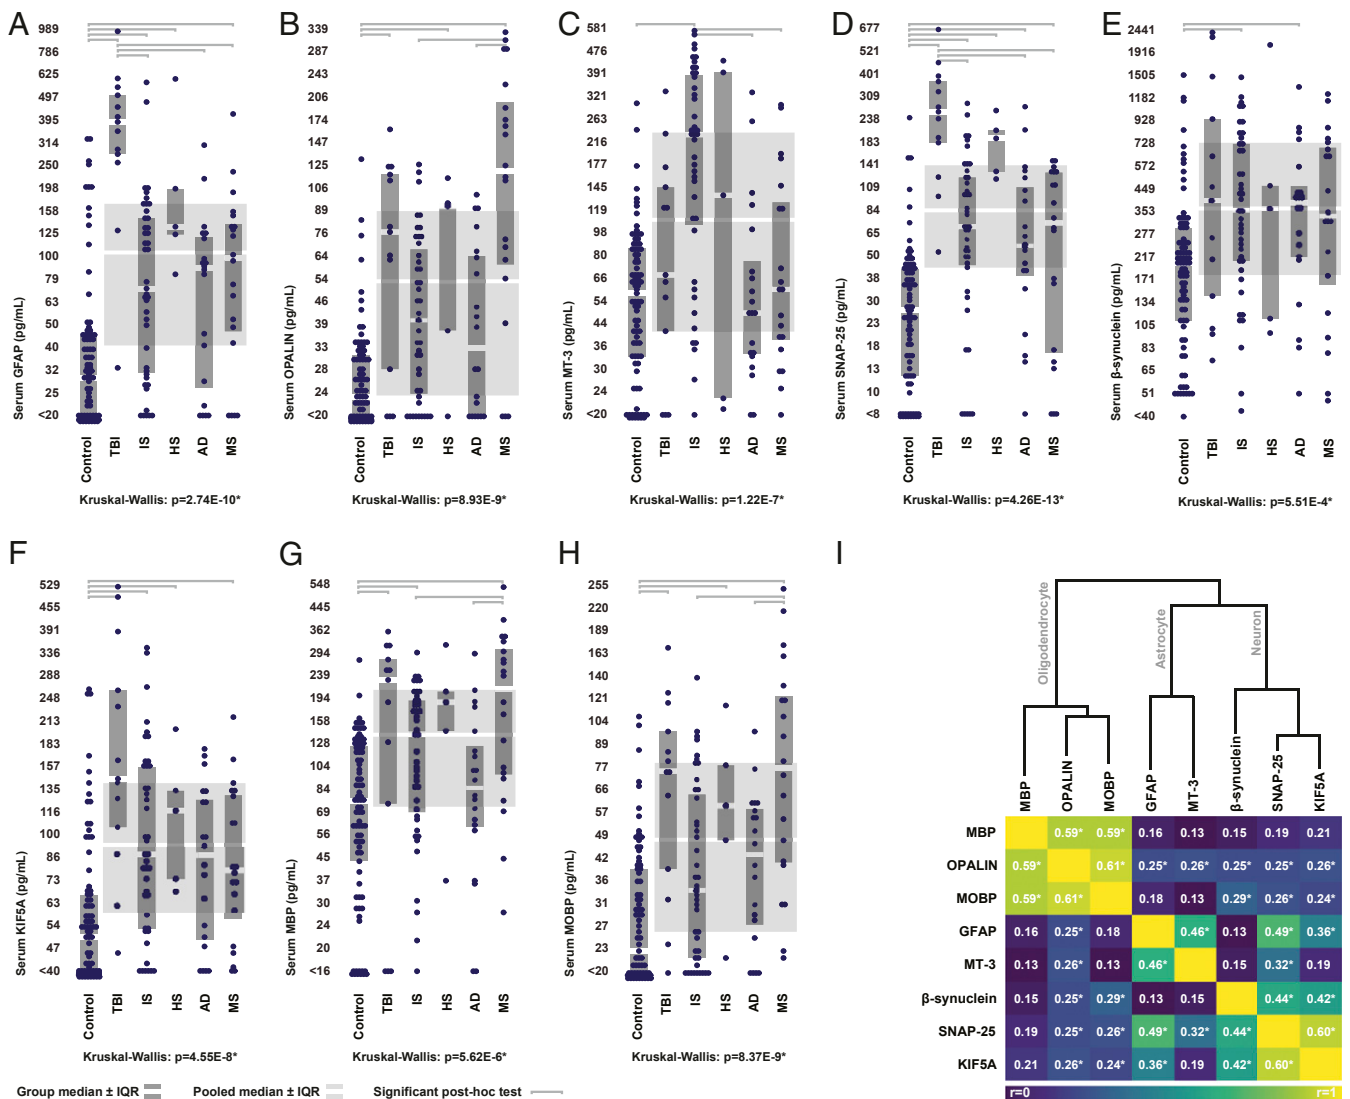 A
989
786
625
497
395
314
250
198
158
125
100
79
63
50
40
32
25
<20
Serum GFAP (pg/mL)
Control
TBI
IS
HS
AD
MS
Kruskal-Wallis: p=2.74E-10*
B
339
287
243
206
174
147
125
106
89
76
64
54
46
39
33
28
24
<20
Serum OPALIN (pg/mL)
Control
TBI
IS
HS
AD
MS
Kruskal-Wallis: p=8.93E-9*
C
581
476
391
321
263
216
177
145
119
98
80
66
54
44
36
30
24
<20
Serum MT-3 (pg/mL)
Control
TBI
IS
HS
AD
MS
Kruskal-Wallis: p=1.22E-7*
D
677
521
401
309
238
183
141
109
84
65
50
38
30
23
18
13
10
<8
Serum SNAP-25 (pg/mL)
Control
TBI
IS
HS
AD
MS
Kruskal-Wallis: p=4.26E-13*
E
2441
1916
1505
1182
928
728
572
449
353
277
217
171
134
105
83
65
51
<40
Serum β-synuclein (pg/mL)
Control
TBI
IS
HS
AD
MS
Kruskal-Wallis: p=5.51E-4*
F
529
455
391
336
288
248
213
183
157
135
116
100
86
73
63
54
47
<40
Serum KIF5A (pg/mL)
Control
TBI
IS
HS
AD
MS
Kruskal-Wallis: p=4.55E-8*
G
548
445
362
294
239
194
158
128
104
84
69
56
45
37
30
24
20
<16
Serum MBP (pg/mL)
Control
TBI
IS
HS
AD
MS
Kruskal-Wallis: p=5.62E-6*
H
255
220
189
163
140
121
104
89
77
66
57
49
42
36
31
27
23
<20
Serum MOBP (pg/mL)
Control
TBI
IS
HS
AD
MS
Kruskal-Wallis: p=8.37E-9*
I
Oligodendrocyte
Astrocyte
Neuron
MBP
OPALIN
MOBP
GFAP
MT-3
β-synuclein
SNAP-25
KIF5A
MBP 0.59* 0.59* 0.16 0.13 0.15 0.19 0.21
OPALIN 0.59* 0.61* 0.25* 0.26* 0.25* 0.25* 0.26*
MOBP 0.59* 0.61* 0.18 0.13 0.29* 0.26* 0.24*
GFAP 0.16 0.25* 0.18 0.46* 0.13 0.49* 0.36*
MT-3 0.13 0.26* 0.13 0.46* 0.15 0.32* 0.19
β-synuclein 0.15 0.25* 0.29* 0.13 0.15 0.44* 0.42*
SNAP-25 0.19 0.25* 0.26* 0.49* 0.32* 0.44* 0.60*
KIF5A 0.21 0.26* 0.24* 0.36* 0.19 0.42* 0.60*
r=0 r=1
Group median ± IQR Pooled median ± IQR Significant post-hoc test